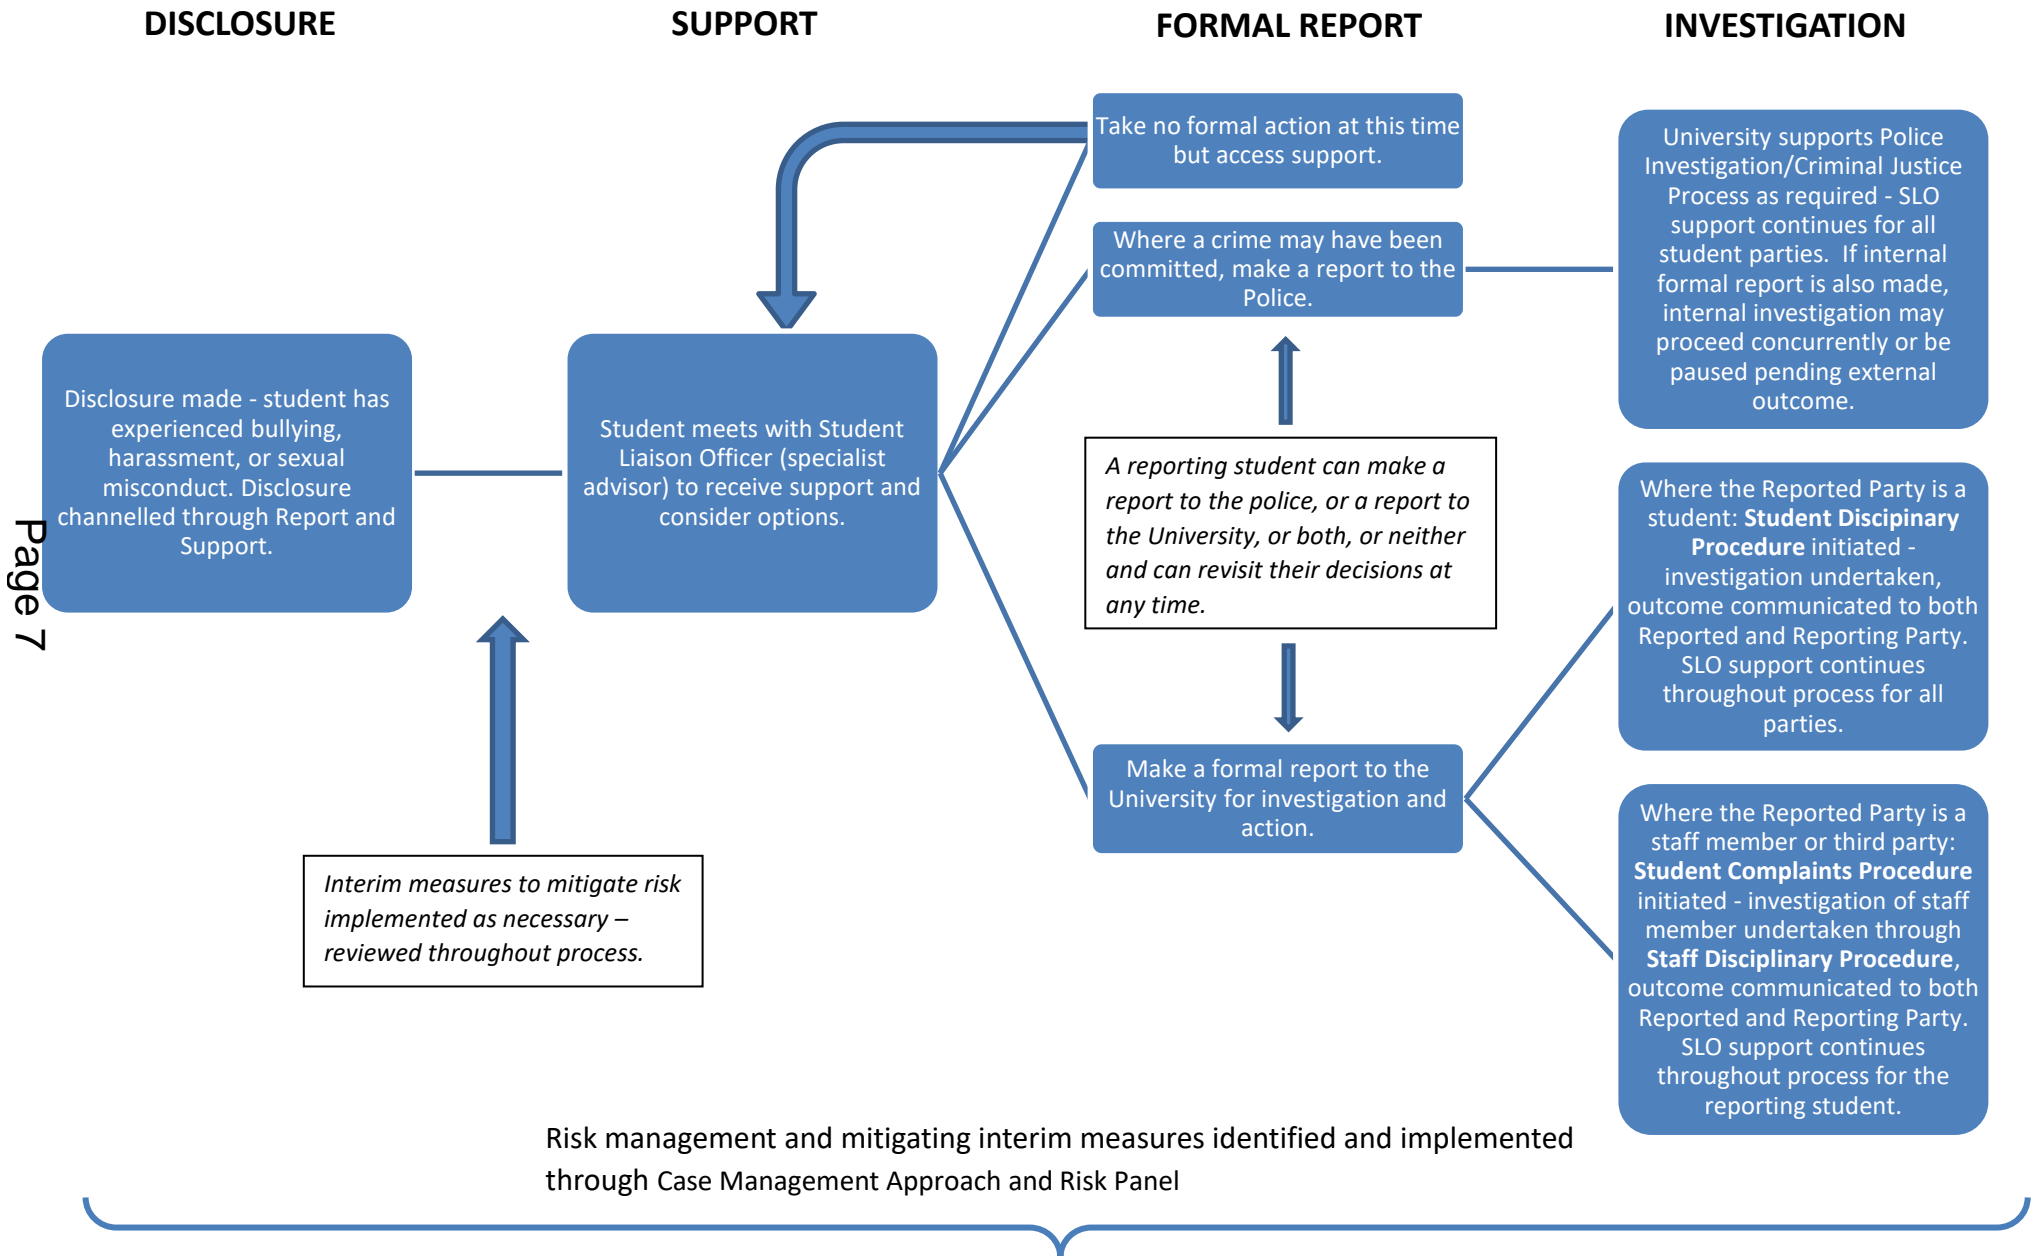 DISCLOSURE
SUPPORT
FORMAL REPORT
INVESTIGATION
Disclosure made - student has
experienced bullying,
harassment, or sexual
misconduct. Disclosure
channelled through Report and
Support.
Student meets with Student
Liaison Officer (specialist
advisor) to receive support and
consider options.
Take no formal action at this time
but access support.
Where a crime may have been
committed, make a report to the
Police.
A reporting student can make a
report to the police, or a report to
the University, or both, or neither
and can revisit their decisions at
any time.
Make a formal report to the
University for investigation and
action.
University supports Police
Investigation/Criminal Justice
Process as required - SLO
support continues for all
student parties.  If internal
formal report is also made,
internal investigation may
proceed concurrently or be
paused pending external
outcome.
Where the Reported Party is a
student: Student Discipinary
Procedure initiated -
investigation undertaken,
outcome communicated to both
Reported and Reporting Party.
SLO support continues
throughout process for all
parties.
Where the Reported Party is a
staff member or third party:
Student Complaints Procedure
initiated - investigation of staff
member undertaken through
Staff Disciplinary Procedure,
outcome communicated to both
Reported and Reporting Party.
SLO support continues
throughout process for the
reporting student.
Interim measures to mitigate risk
implemented as necessary –
reviewed throughout process.
Risk management and mitigating interim measures identified and implemented
through Case Management Approach and Risk Panel
Page 7